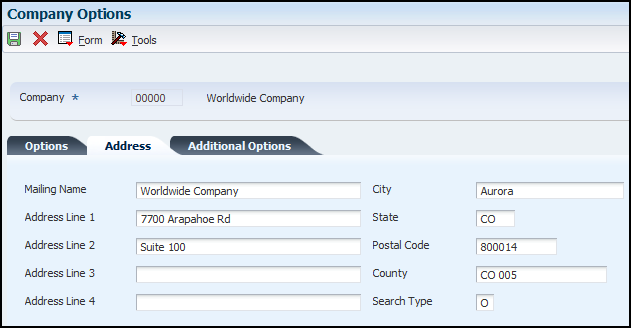 Company Options
Form Tools
Company * 00000 Worldwide Company
Options Address Additional Options
Mailing Name Worldwide Company City Aurora
Address Line 1 7700 Arapahoe Rd State CO
Address Line 2 Suite 100 Postal Code 800014
Address Line 3 County CO 005
Address Line 4 Search Type O